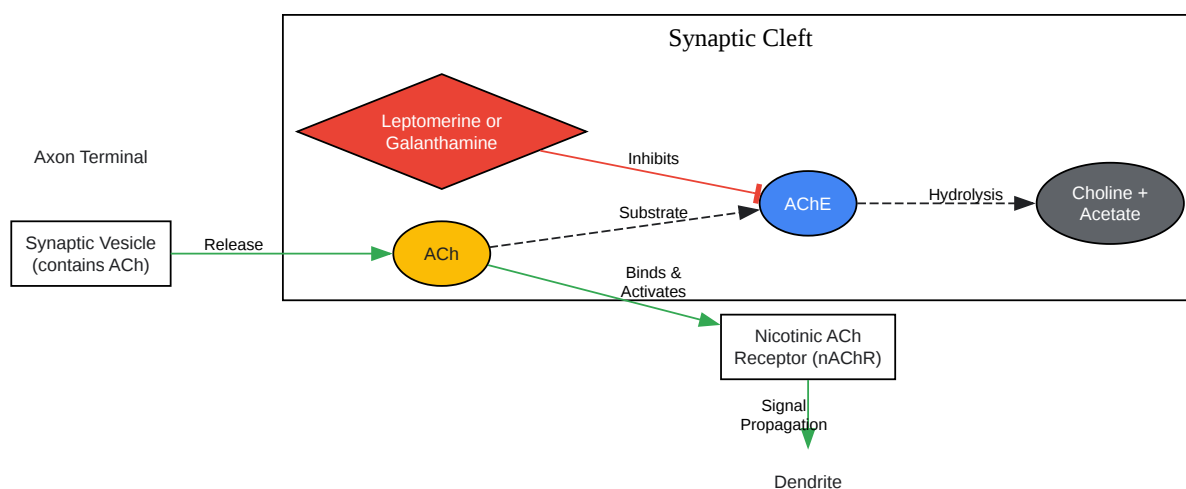 Synaptic Cleft
Leptomerine or
Galanthamine
Axon Terminal
Inhibits
AChE
Hydrolysis
Choline +
Acetate
Substrate
Synaptic Vesicle
(contains ACh)
Release
ACh
Binds &
Activates
Nicotinic ACh
Receptor (nAChR)
Signal
Propagation
Dendrite